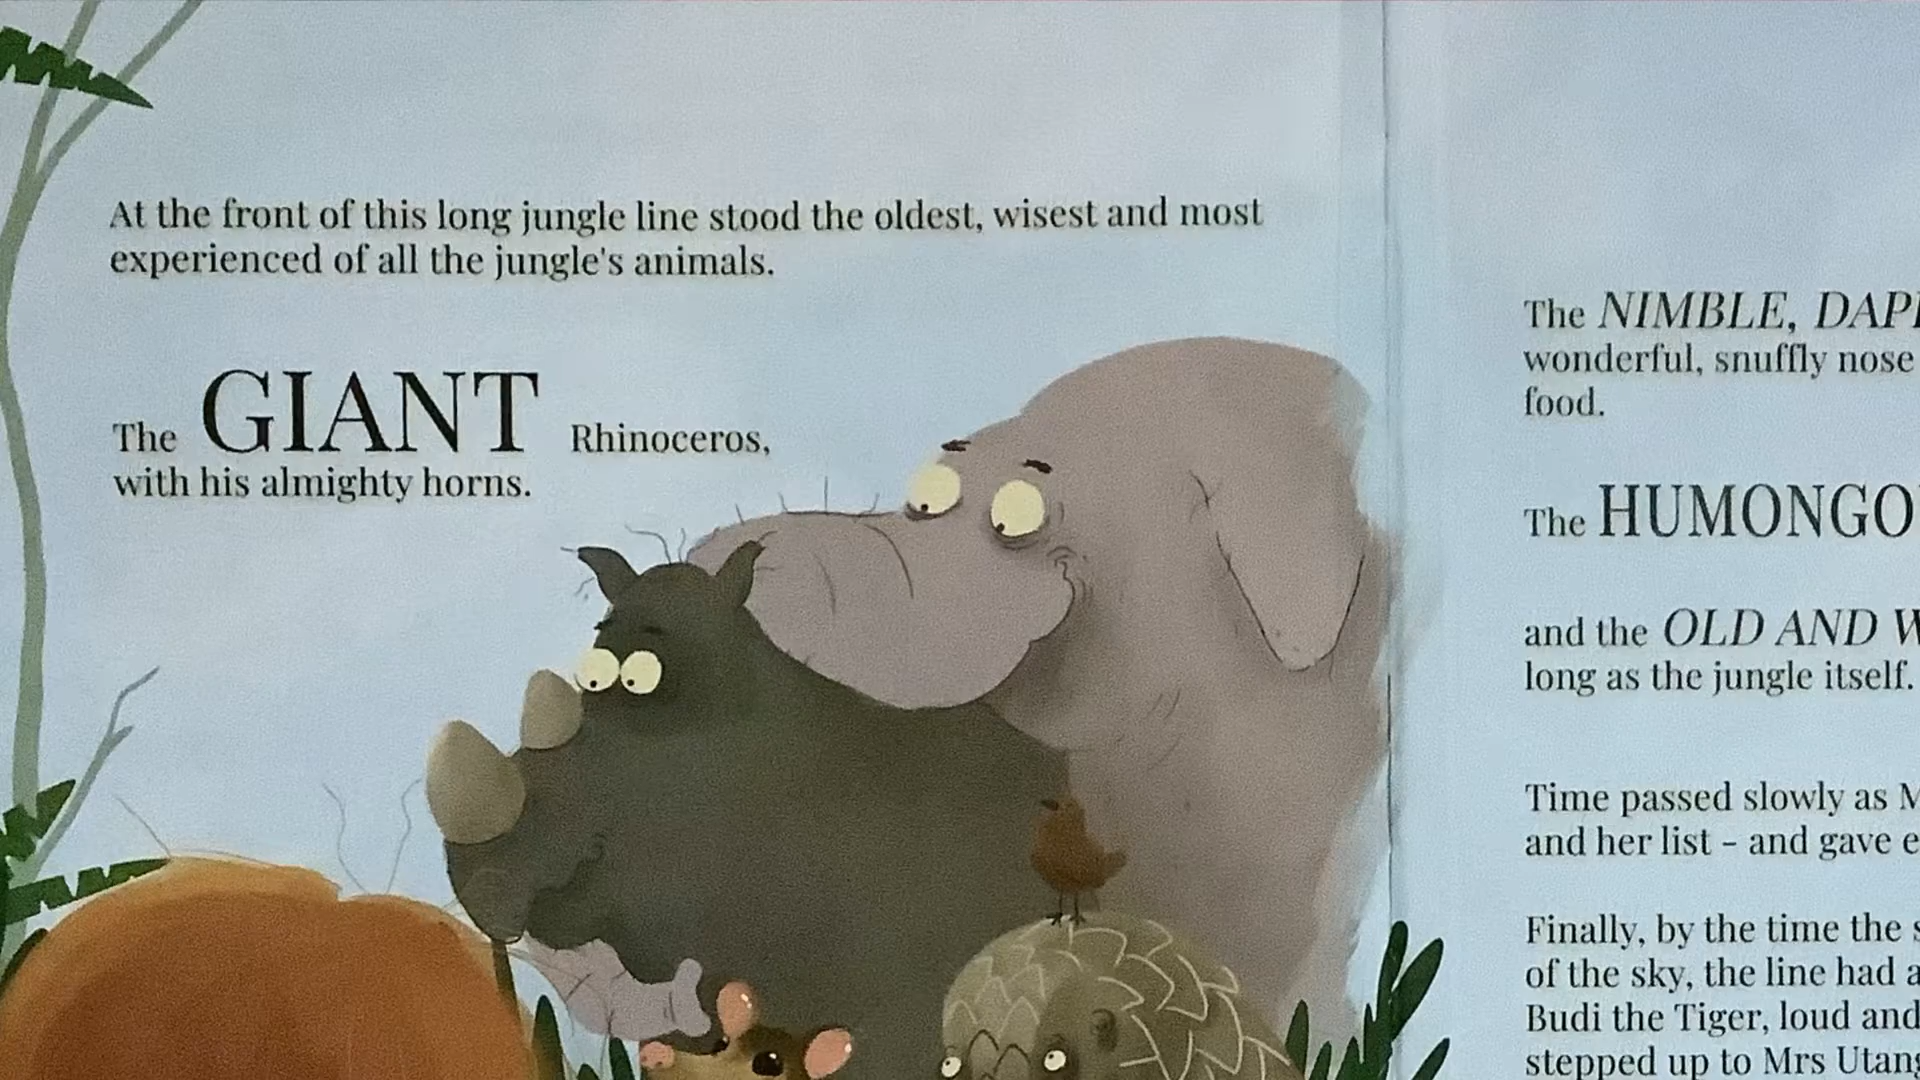 At the front of this long jungle line stood the oldest, wisest and most
experienced of all the jungle's animals.
The GIANT Rhinoceros,
with his almighty horns.
The NIMBLE,
wonderful, snuffly nose
food.
The
and the OLD AND
long as the jungle itself.
Time passed slowly as
and her list – and gave
Finally, by the time the
of the sky, the line had
Budi the Tiger, loud and
stepped up to Mrs